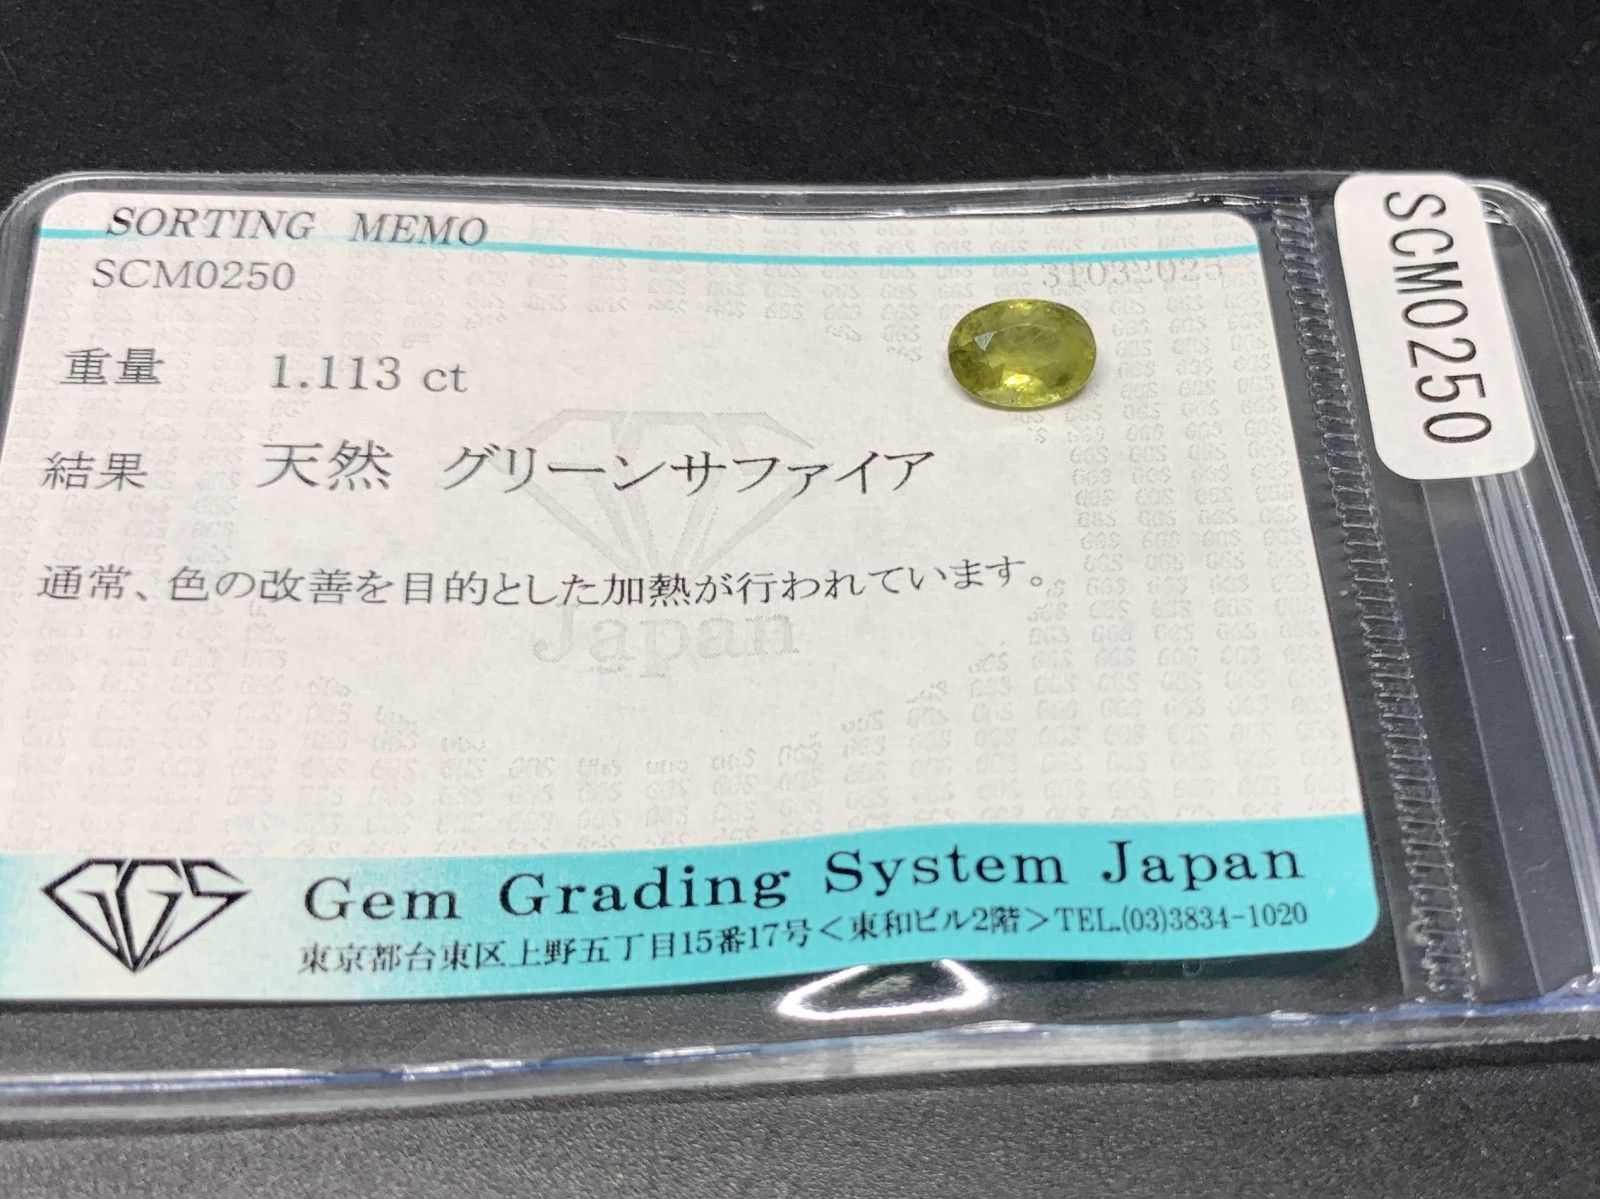 SORTING MEMO
SCM0250
31032025
重量 1.113 ct
結果 天然 グリーンサファイア
通常、色の改善を目的とした加熱が行われています。
GGS
Japan
GGS Gem Grading System Japan
東京都台東区上野五丁目15番17号<東和ビル2階>TEL.(03)3834-1020
SCM0250